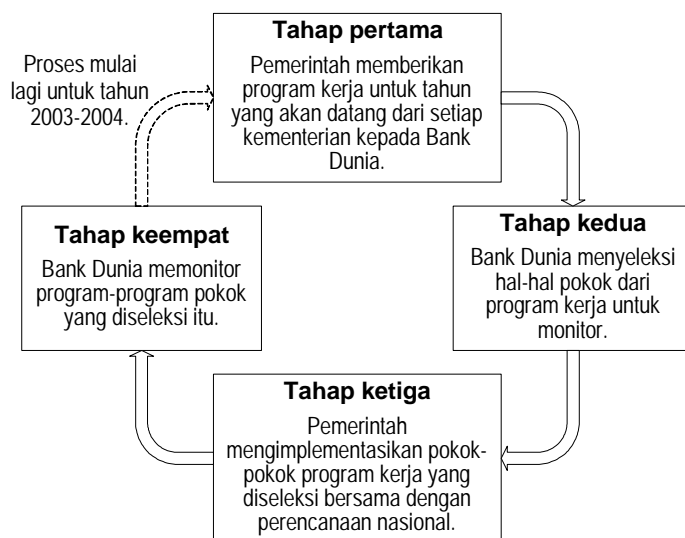 Tahap pertama
Pemerintah memberikan
program kerja untuk tahun
yang akan datang dari setiap
kementerian kepada Bank
Dunia.
Proses mulai
lagi untuk tahun
2003-2004.
Tahap kedua
Bank Dunia menyeleksi
hal-hal pokok dari
program kerja untuk
monitor.
Tahap ketiga
Pemerintah
mengimplementasikan pokok-
pokok program kerja yang
diseleksi bersama dengan
perencanaan nasional.
Tahap keempat
Bank Dunia memonitor
program-program pokok
yang diseleksi itu.